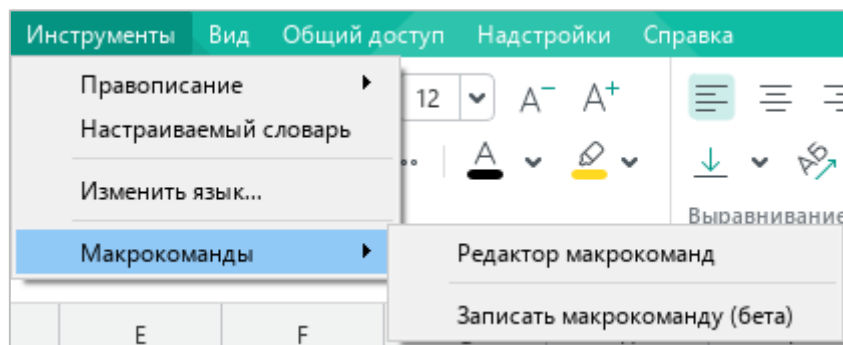 Инструменты Вид Общий доступ Надстройки Справка
Правописание
12 A⁻ A⁺
Настраиваемый словарь
А АБ
Изменить язык...
Выравнивание
Макрокоманды
Редактор макрокоманд
Записать макрокоманду (бета)
E F